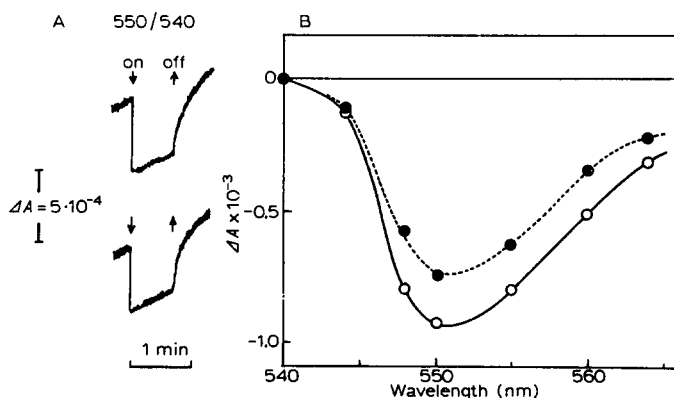 A 550/540 B
on off
ΔA=5·10⁻⁴
1 min
ΔA x 10⁻³
0
-0.5
-1.0
540 550 560
Wavelength (nm)